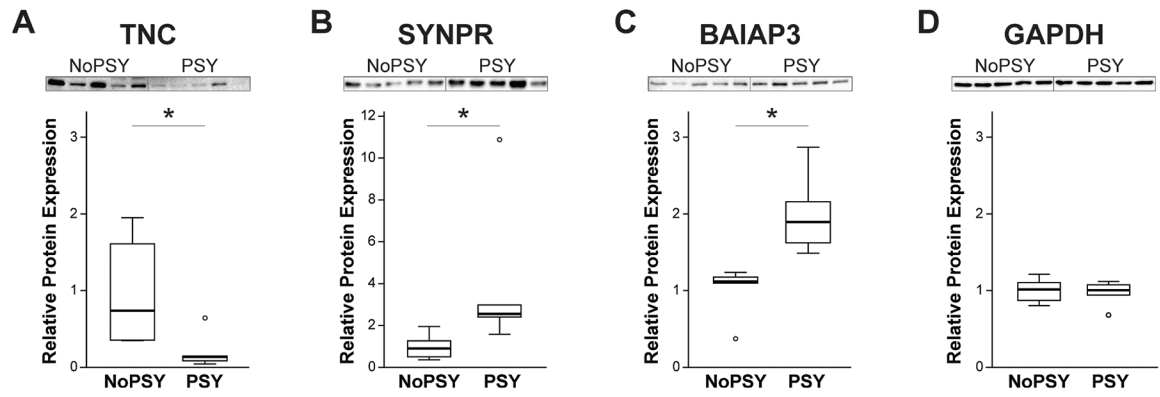 A TNC
NoPSY PSY
*
Relative Protein Expression
3
2
1
0
NoPSY PSY
B SYNPR
NoPSY PSY
*
Relative Protein Expression
12
10
8
6
4
2
0
NoPSY PSY
C BAIAP3
NoPSY PSY
*
Relative Protein Expression
3
2
1
0
NoPSY PSY
D GAPDH
NoPSY PSY
Relative Protein Expression
3
2
1
0
NoPSY PSY